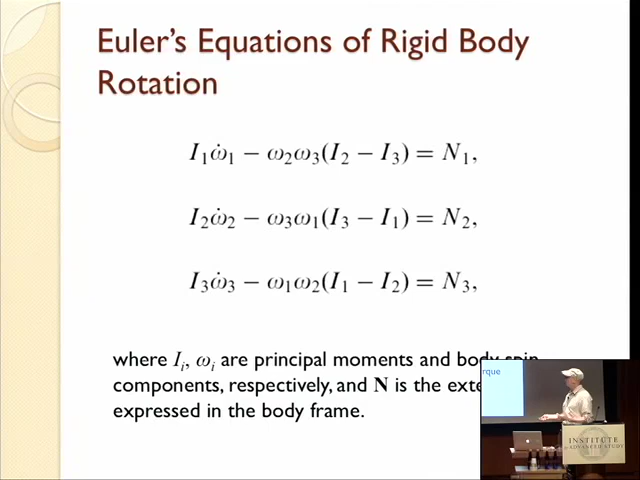 Euler's Equations of Rigid Body
Rotation
I₁ω̇₁ − ω₂ω₃(I₂ − I₃) = N₁,
I₂ω̇₂ − ω₃ω₁(I₃ − I₁) = N₂,
I₃ω̇₃ − ω₁ω₂(I₁ − I₂) = N₃,
where Iᵢ, ωᵢ are principal moments and body spin
components, respectively, and N is the exte
expressed in the body frame.
rque
INSTITUTE
for ADVANCED STUDY